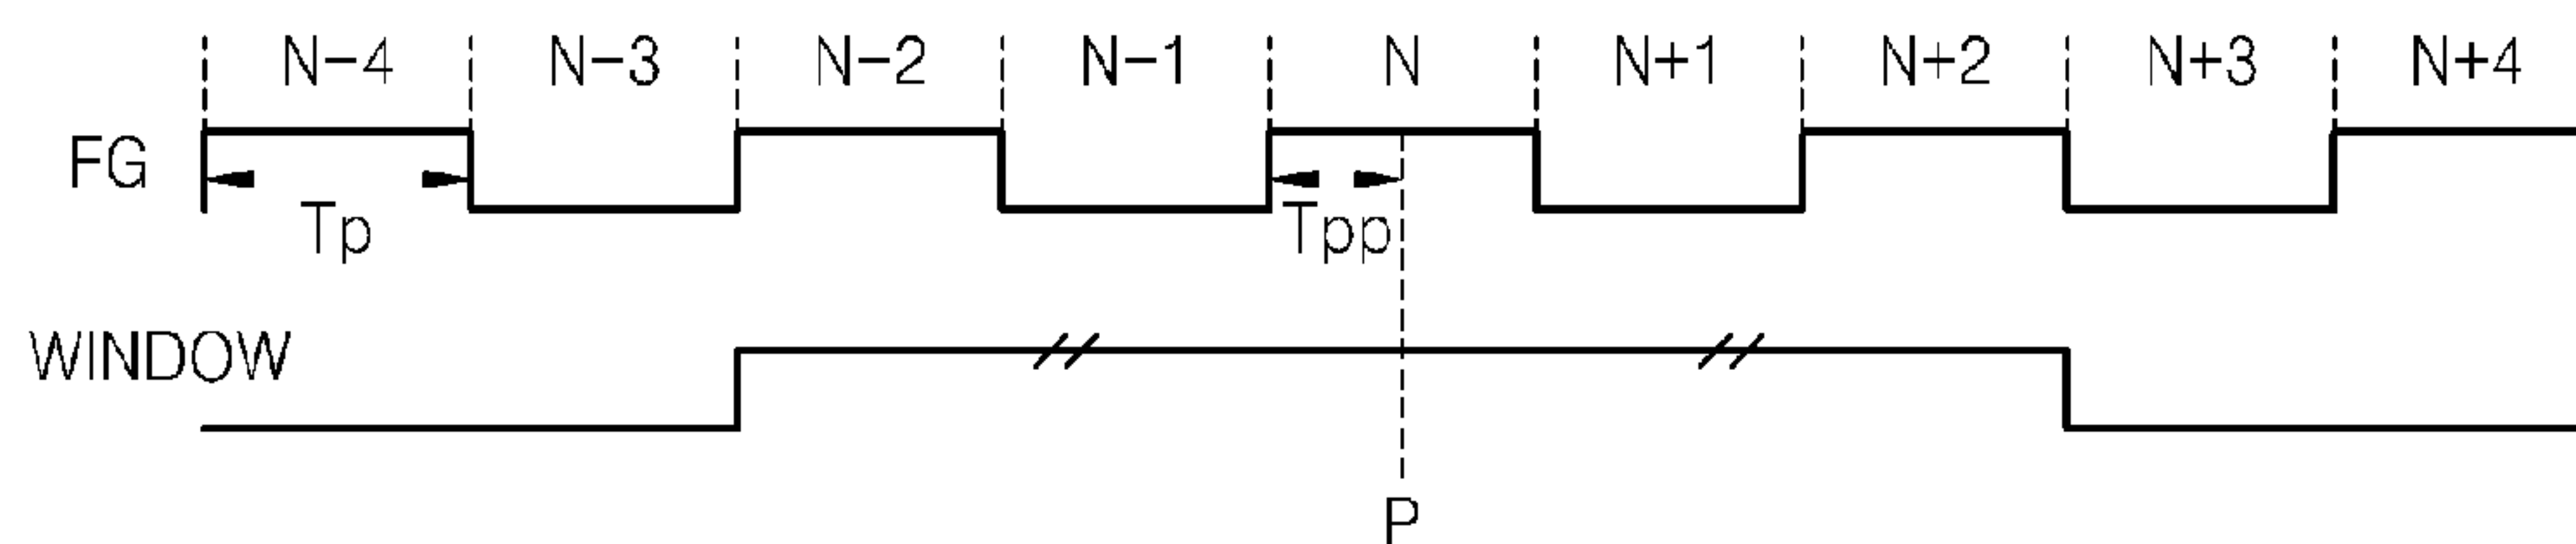 N-4 N-3 N-2 N-1 N N+1 N+2 N+3 N+4
FG
Tp Tpp
WINDOW
P